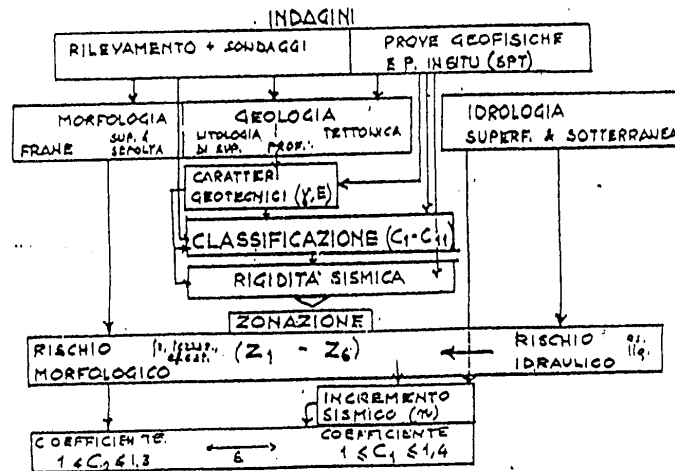 INDAGINI
RILEVAMENTO + SONDAGGI
PROVE GEOFISICHE
E P. IN SITU (SPT)
MORFOLOGIA
SUP. &
SEPOLTA
FRANE
GEOLOGIA
LITOLOGIA TETTONICA
DI SUP. PROF.
IDROLOGIA
SUPERF. & SOTTERRANEA
CARATTERI
GEOTECNICI (γ, E)
CLASSIFICAZIONE (C1-C11)
RIGIDITA' SISMICA
ZONAZIONE
RISCHIO
MORFOLOGICO
(Z1 - Z6)
RISCHIO
IDRAULICO
INCREMENTO
SISMICO (n)
COEFFICIENTE
1 ≤ C2 ≤ 1,3
COEFFICIENTE
1 ≤ C1 ≤ 1,4